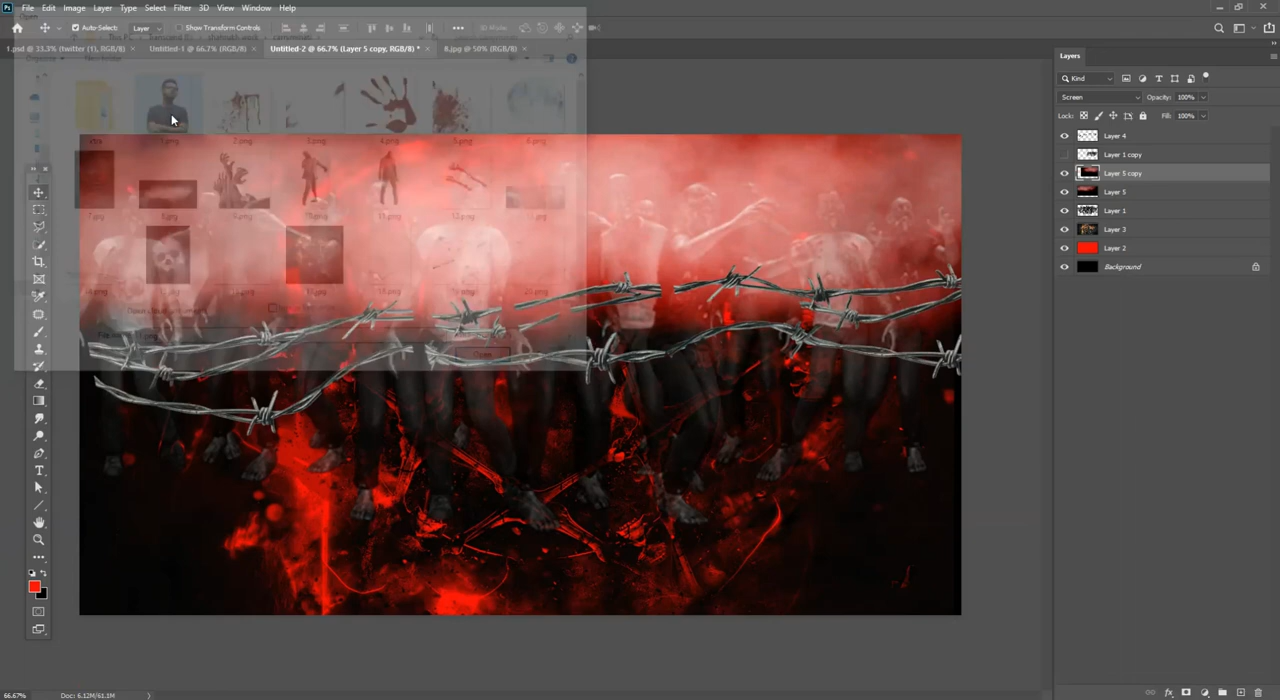 Ps File Edit Image Layer Type Select Filter 3D View Window Help
Auto-Select: Layer Show Transform Controls
1.psd @ 33.3% (twitter (1), RGB/8) × Untitled-1 @ 66.7% (RGB/8) × Untitled-2 @ 66.7% (Layer 5 copy, RGB/8) * × 8.jpg @ 50% (RGB/8) ×
Open
Layers
Kind
Screen Opacity: 100%
Lock: Fill: 100%
Layer 4
Layer 1 copy
Layer 5 copy
Layer 5
Layer 1
Layer 3
Layer 2
Background
66.67% Doc: 6.12M/61.3M